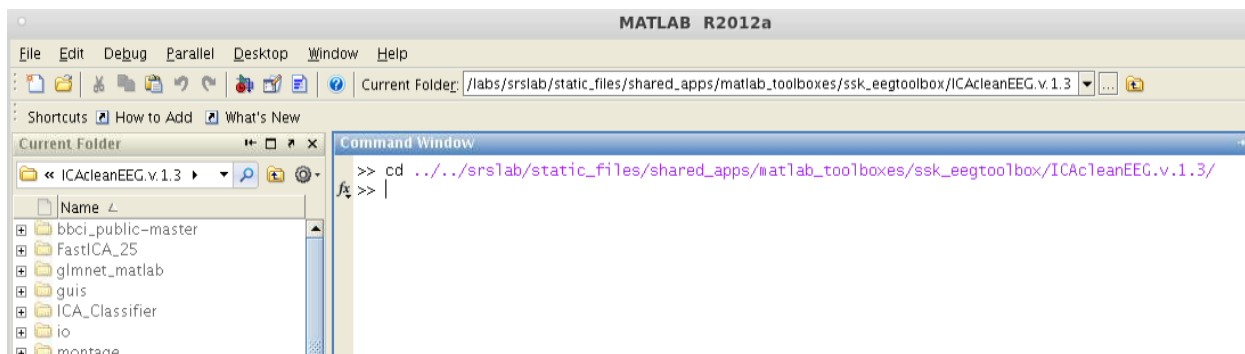 MATLAB R2012a
File Edit Debug Parallel Desktop Window Help
Current Folder: /labs/srslab/static_files/shared_apps/matlab_toolboxes/ssk_eegtoolbox/ICAcleanEEG.v.1.3
Shortcuts How to Add What's New
Current Folder
Command Window
« ICAcleanEEG.v.1.3
>> cd ../../srslab/static_files/shared_apps/matlab_toolboxes/ssk_eegtoolbox/ICAcleanEEG.v.1.3/
fx >>
Name
bbci_public-master
FastICA_25
glmnet_matlab
guis
ICA_Classifier
io
montage